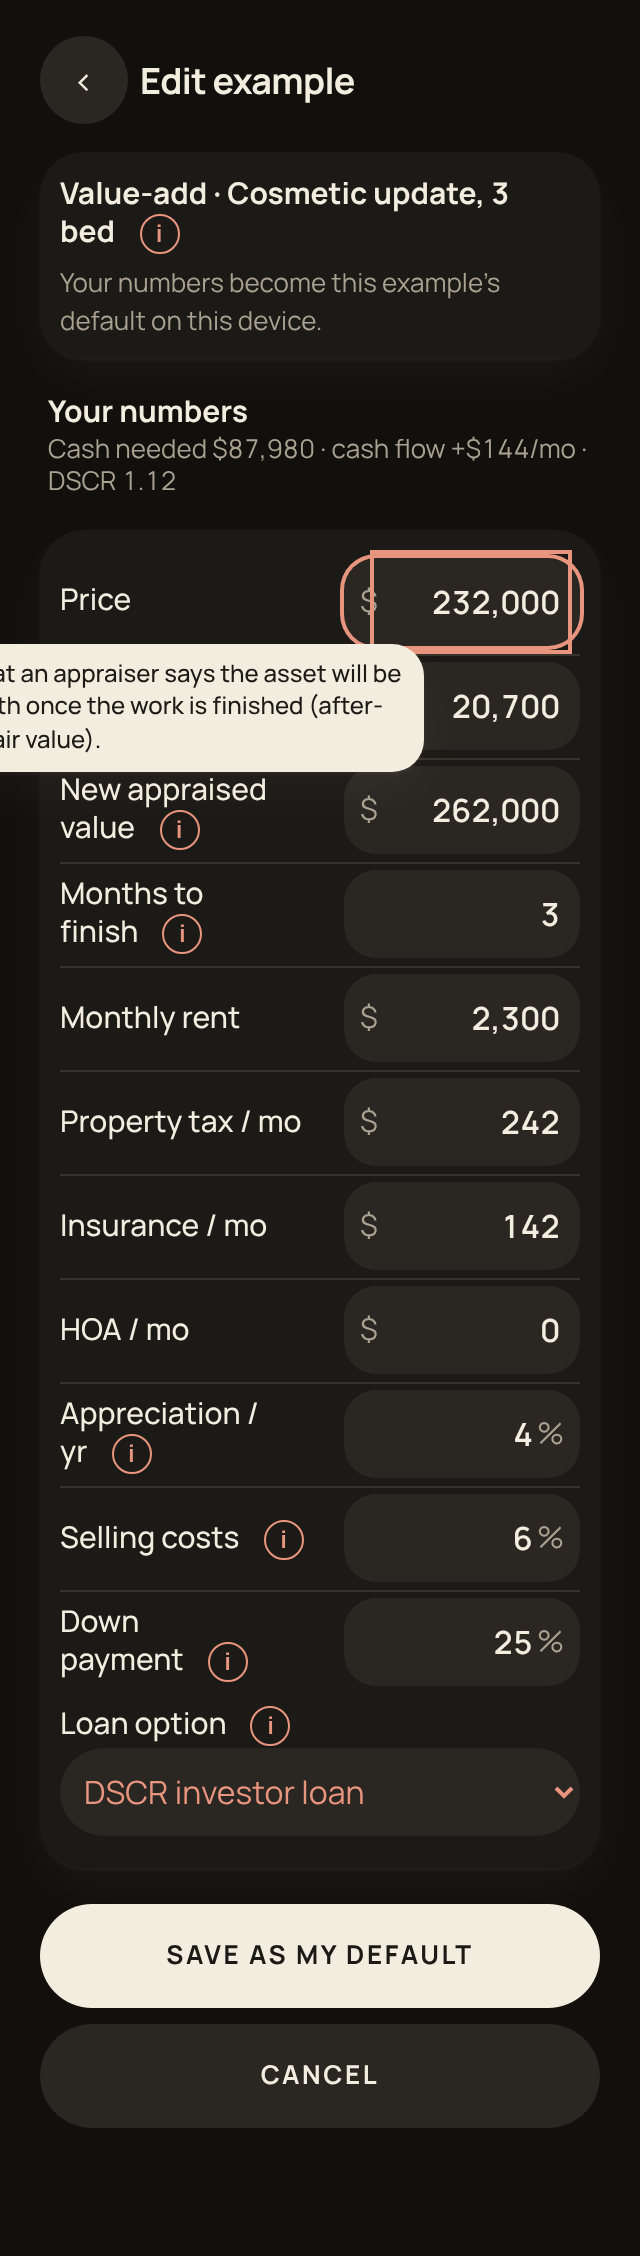 Edit example
Value-add · Cosmetic update, 3
bed i
Your numbers become this example's
default on this device.
Your numbers
Cash needed $87,980 · cash flow +$144/mo ·
DSCR 1.12
Price $ 232,000
an appraiser says the asset will be
once the work is finished (after-
value).
20,700
New appraised
value i $ 262,000
Months to
finish i 3
Monthly rent $ 2,300
Property tax / mo $ 242
Insurance / mo $ 142
HOA / mo $ 0
Appreciation /
yr i 4 %
Selling costs i 6 %
Down
payment i 25 %
Loan option i
DSCR investor loan
SAVE AS MY DEFAULT
CANCEL